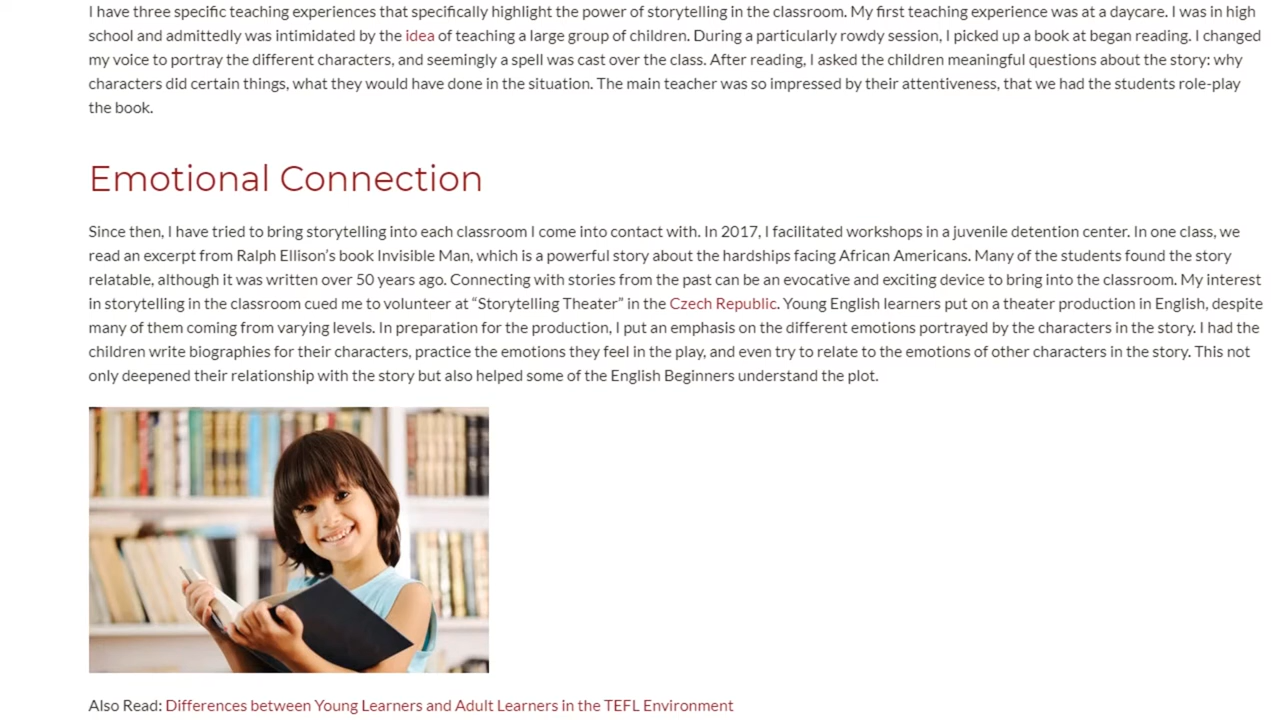 I have three specific teaching experiences that specifically highlight the power of storytelling in the classroom. My first teaching experience was at a daycare. I was in high
school and admittedly was intimidated by the idea of teaching a large group of children. During a particularly rowdy session, I picked up a book at began reading. I changed
my voice to portray the different characters, and seemingly a spell was cast over the class. After reading, I asked the children meaningful questions about the story: why
characters did certain things, what they would have done in the situation. The main teacher was so impressed by their attentiveness, that we had the students role-play
the book.
Emotional Connection
Since then, I have tried to bring storytelling into each classroom I come into contact with. In 2017, I facilitated workshops in a juvenile detention center. In one class, we
read an excerpt from Ralph Ellison’s book Invisible Man, which is a powerful story about the hardships facing African Americans. Many of the students found the story
relatable, although it was written over 50 years ago. Connecting with stories from the past can be an evocative and exciting device to bring into the classroom. My interest
in storytelling in the classroom cued me to volunteer at “Storytelling Theater” in the Czech Republic. Young English learners put on a theater production in English, despite
many of them coming from varying levels. In preparation for the production, I put an emphasis on the different emotions portrayed by the characters in the story. I had the
children write biographies for their characters, practice the emotions they feel in the play, and even try to relate to the emotions of other characters in the story. This not
only deepened their relationship with the story but also helped some of the English Beginners understand the plot.
Also Read: Differences between Young Learners and Adult Learners in the TEFL Environment